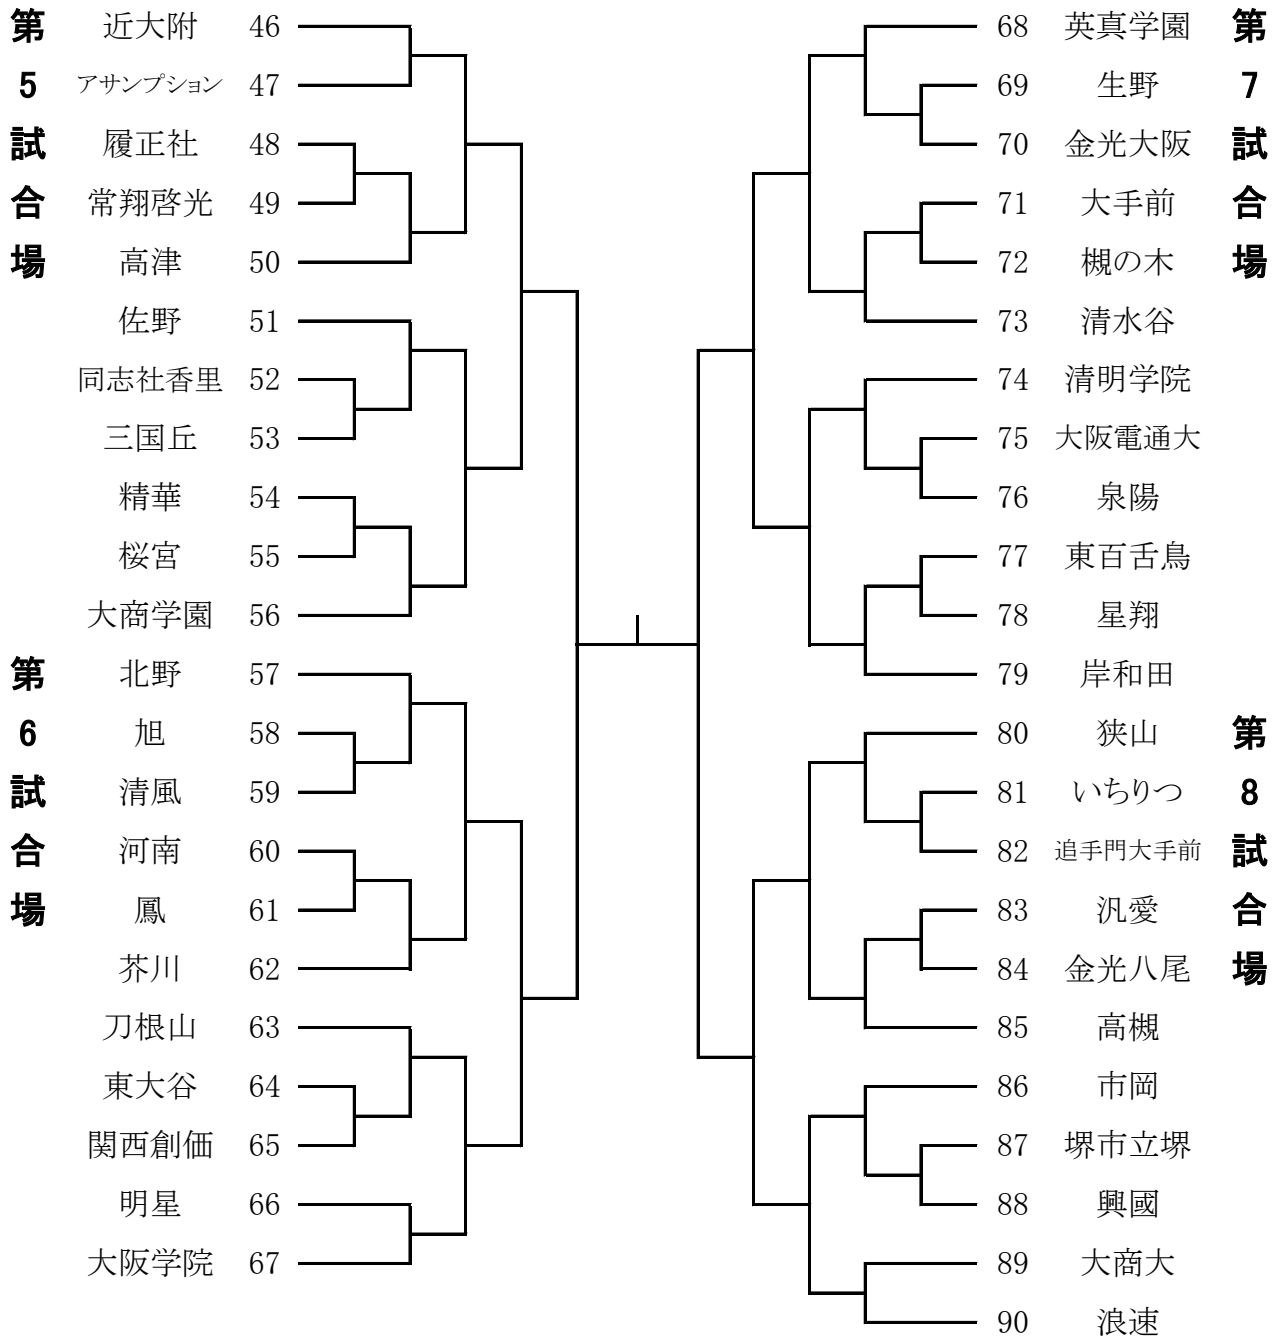 第5試合場
近大附 46
アサンプション 47
履正社 48
常翔啓光 49
高津 50
佐野 51
同志社香里 52
三国丘 53
精華 54
桜宮 55
大商学園 56
第6試合場
北野 57
旭 58
清風 59
河南 60
鳳 61
芥川 62
刀根山 63
東大谷 64
関西創価 65
明星 66
大阪学院 67
第7試合場
68 英真学園
69 生野
70 金光大阪
71 大手前
72 槻の木
73 清水谷
74 清明学院
75 大阪電通大
76 泉陽
77 東百舌鳥
78 星翔
79 岸和田
第8試合場
80 狭山
81 いちりつ
82 追手門大手前
83 汎愛
84 金光八尾
85 高槻
86 市岡
87 堺市立堺
88 興國
89 大商大
90 浪速